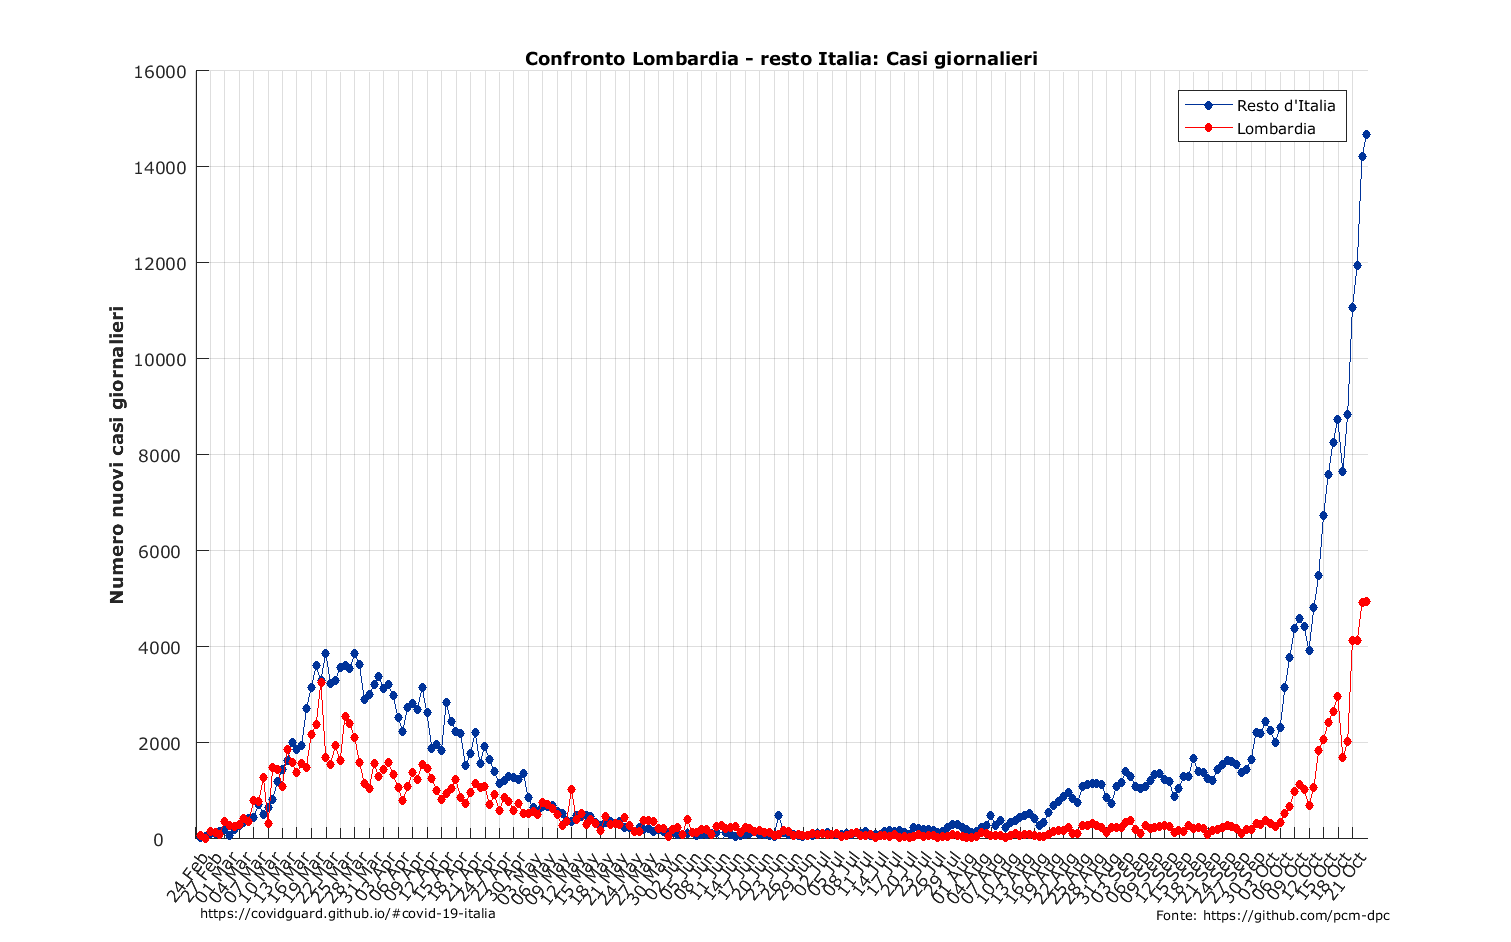 Confronto Lombardia - resto Italia: Casi giornalieri
Resto d'Italia
Lombardia
Numero nuovi casi giornalieri
16000
14000
12000
10000
8000
6000
4000
2000
0
24 Feb
27 Feb
01 Mar
04 Mar
07 Mar
10 Mar
13 Mar
16 Mar
19 Mar
22 Mar
25 Mar
28 Mar
31 Mar
03 Apr
06 Apr
09 Apr
12 Apr
15 Apr
18 Apr
21 Apr
24 Apr
27 Apr
30 Apr
03 May
06 May
09 May
12 May
15 May
18 May
21 May
24 May
27 May
30 May
02 Jun
05 Jun
08 Jun
11 Jun
14 Jun
17 Jun
20 Jun
23 Jun
26 Jun
29 Jun
02 Jul
05 Jul
08 Jul
11 Jul
14 Jul
17 Jul
20 Jul
23 Jul
26 Jul
29 Jul
01 Aug
04 Aug
07 Aug
10 Aug
13 Aug
16 Aug
19 Aug
22 Aug
25 Aug
28 Aug
31 Aug
03 Sep
06 Sep
09 Sep
12 Sep
15 Sep
18 Sep
21 Sep
24 Sep
27 Sep
30 Sep
03 Oct
06 Oct
09 Oct
12 Oct
15 Oct
18 Oct
21 Oct
https://covidguard.github.io/#covid-19-italia
Fonte: https://github.com/pcm-dpc